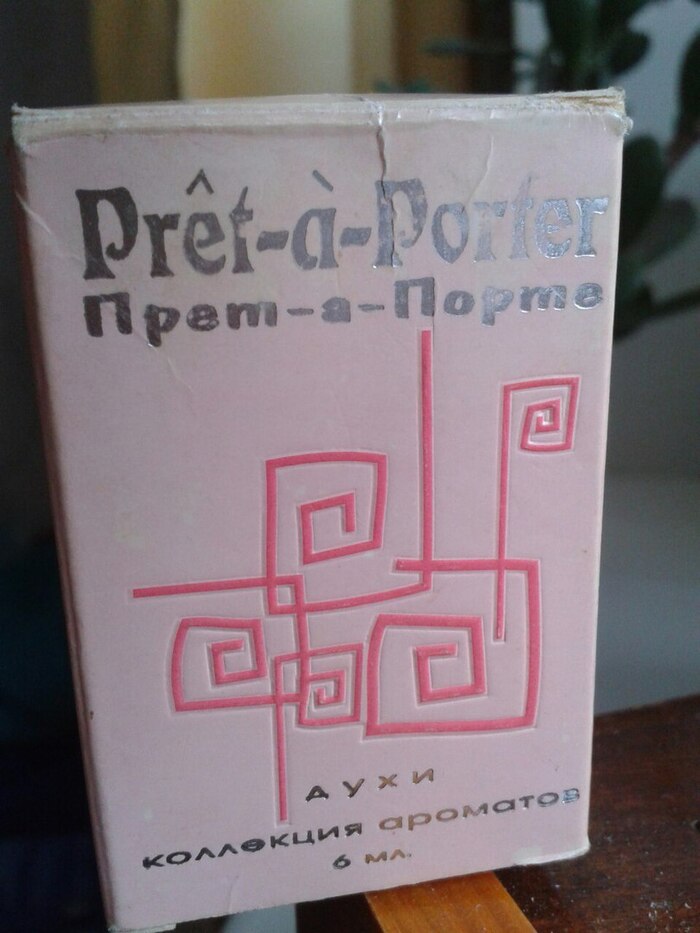 Prêt-à-Porter
Прет-а-Порте
ДУХИ
КОЛЛЕКЦИЯ АРОМАТОВ
6 МЛ.